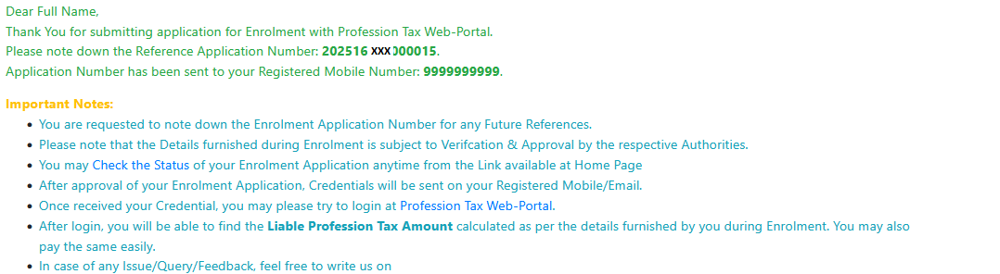 Dear Full Name,
Thank You for submitting application for Enrolment with Profession Tax Web-Portal.
Please note down the Reference Application Number: 202516 XXX 000015.
Application Number has been sent to your Registered Mobile Number: 9999999999.
Important Notes:
• You are requested to note down the Enrolment Application Number for any Future References.
• Please note that the Details furnished during Enrolment is subject to Verifcation & Approval by the respective Authorities.
• You may Check the Status of your Enrolment Application anytime from the Link available at Home Page
• After approval of your Enrolment Application, Credentials will be sent on your Registered Mobile/Email.
• Once received your Credential, you may please try to login at Profession Tax Web-Portal.
• After login, you will be able to find the Liable Profession Tax Amount calculated as per the details furnished by you during Enrolment. You may also
pay the same easily.
• In case of any Issue/Query/Feedback, feel free to write us on